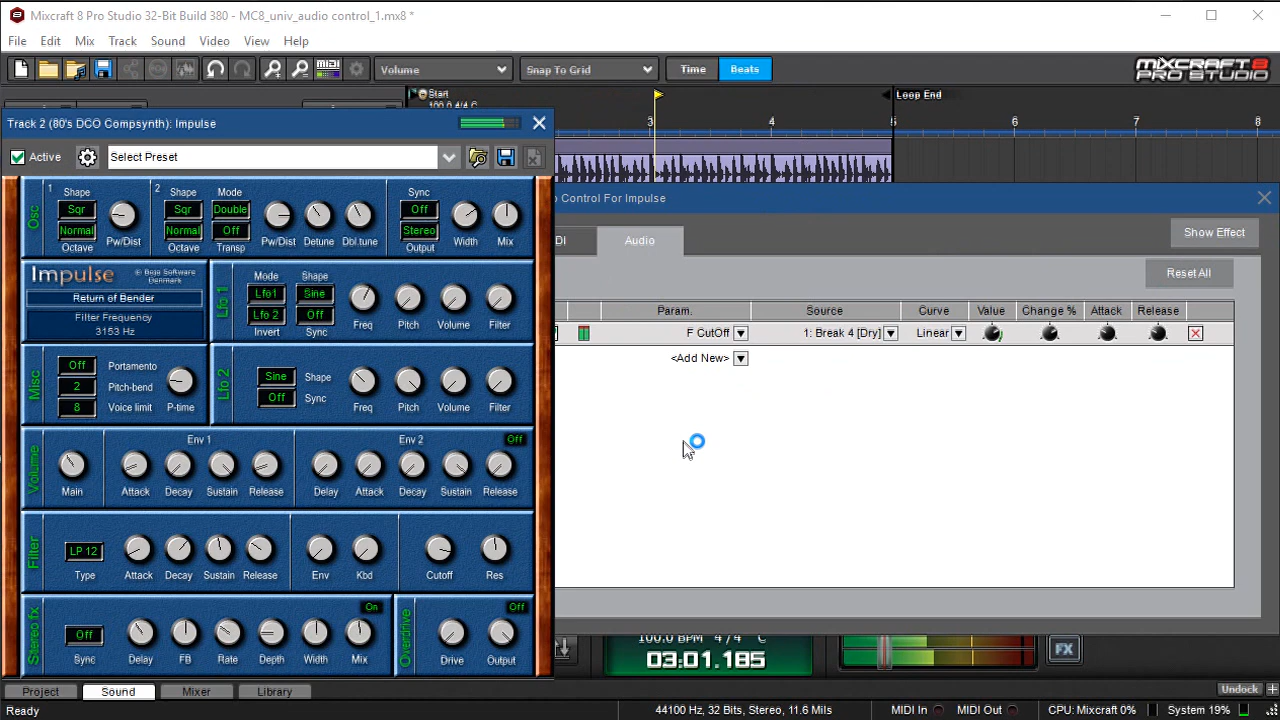 Mixcraft 8 Pro Studio 32-Bit Build 380 - MC8_univ_audio control_1.mx8 *
File Edit Mix Track Sound Video View Help
midi Volume Snap To Grid Time Beats MIXCRAFT 8 PRO STUDIO
Start Loop End
100.0 4/4 C
3 4 5 6 7 8
Track 2 (80's DCO Compsynth): Impulse
Active Select Preset
o Control For Impulse
DI Audio Show Effect
Reset All
Param. Source Curve Value Change % Attack Release
F CutOff 1: Break 4 [Dry] Linear
<Add New>
Osc 1 Shape 2 Shape Mode Sync
Sqr Sqr Double Off
Normal Normal Off Stereo
Octave Pw/Dist Octave Transp Pw/Dist Detune Dbl.tune Output Width Mix
Impulse © Beja Software Denmark
Return of Bender
Filter Frequency
3153 Hz
Lfo 1 Mode Shape
Lfo1 Sine
Lfo 2 Off
Invert Sync Freq Pitch Volume Filter
Misc Off Portamento
2 Pitch-bend
8 Voice limit P-time
Lfo 2 Sine Shape
Off Sync Freq Pitch Volume Filter
Volume Env 1 Env 2 Off
Main Attack Decay Sustain Release Delay Attack Decay Sustain Release
Filter LP 12
Type Attack Decay Sustain Release Env Kbd Cutoff Res
Stereo fx On Overdrive Off
Off
Sync Delay FB Rate Depth Width Mix Drive Output
100.0 BPM 4/4 C
03:01.185 FX
Project Sound Mixer Library Undock
Ready 44100 Hz, 32 Bits, Stereo, 11.6 Mils MIDI In MIDI Out CPU: Mixcraft 0% System 19%